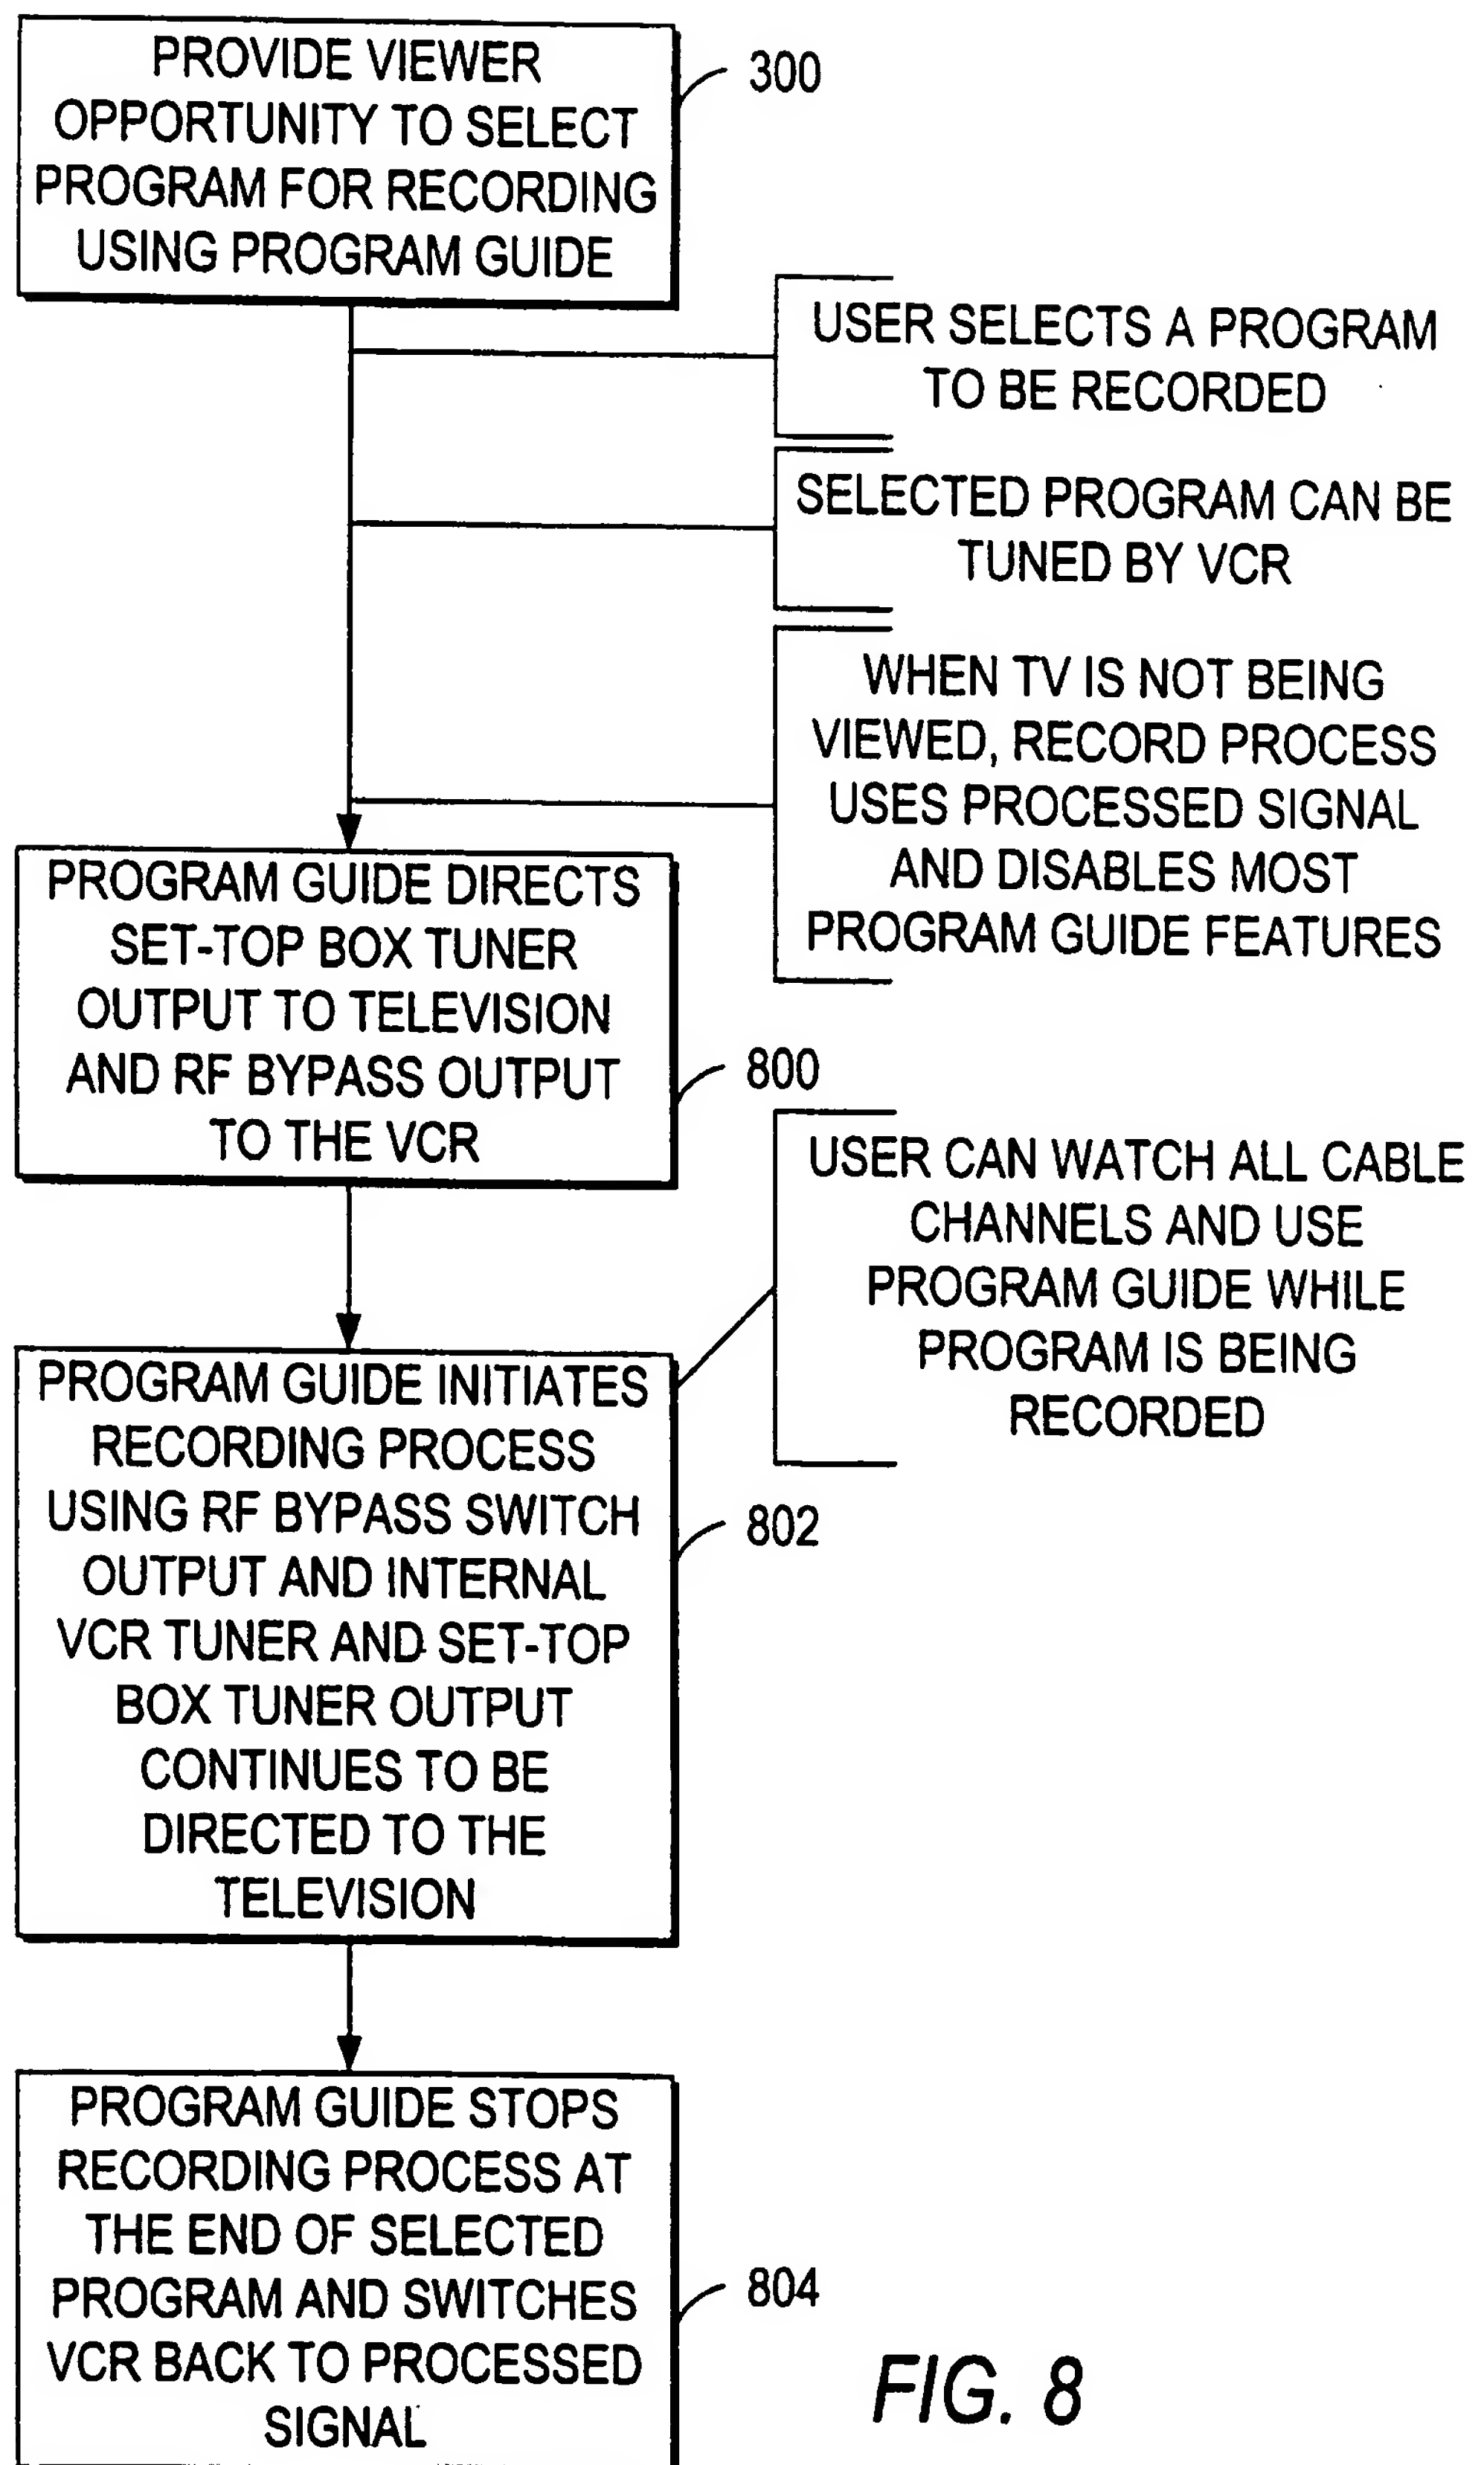 PROVIDE VIEWER
OPPORTUNITY TO SELECT
PROGRAM FOR RECORDING
USING PROGRAM GUIDE
300
USER SELECTS A PROGRAM
TO BE RECORDED
SELECTED PROGRAM CAN BE
TUNED BY VCR
WHEN TV IS NOT BEING
VIEWED, RECORD PROCESS
USES PROCESSED SIGNAL
AND DISABLES MOST
PROGRAM GUIDE FEATURES
PROGRAM GUIDE DIRECTS
SET-TOP BOX TUNER
OUTPUT TO TELEVISION
AND RF BYPASS OUTPUT
TO THE VCR
800
USER CAN WATCH ALL CABLE
CHANNELS AND USE
PROGRAM GUIDE WHILE
PROGRAM IS BEING
RECORDED
PROGRAM GUIDE INITIATES
RECORDING PROCESS
USING RF BYPASS SWITCH
OUTPUT AND INTERNAL
VCR TUNER AND SET-TOP
BOX TUNER OUTPUT
CONTINUES TO BE
DIRECTED TO THE
TELEVISION
802
PROGRAM GUIDE STOPS
RECORDING PROCESS AT
THE END OF SELECTED
PROGRAM AND SWITCHES
VCR BACK TO PROCESSED
SIGNAL
804
FIG. 8